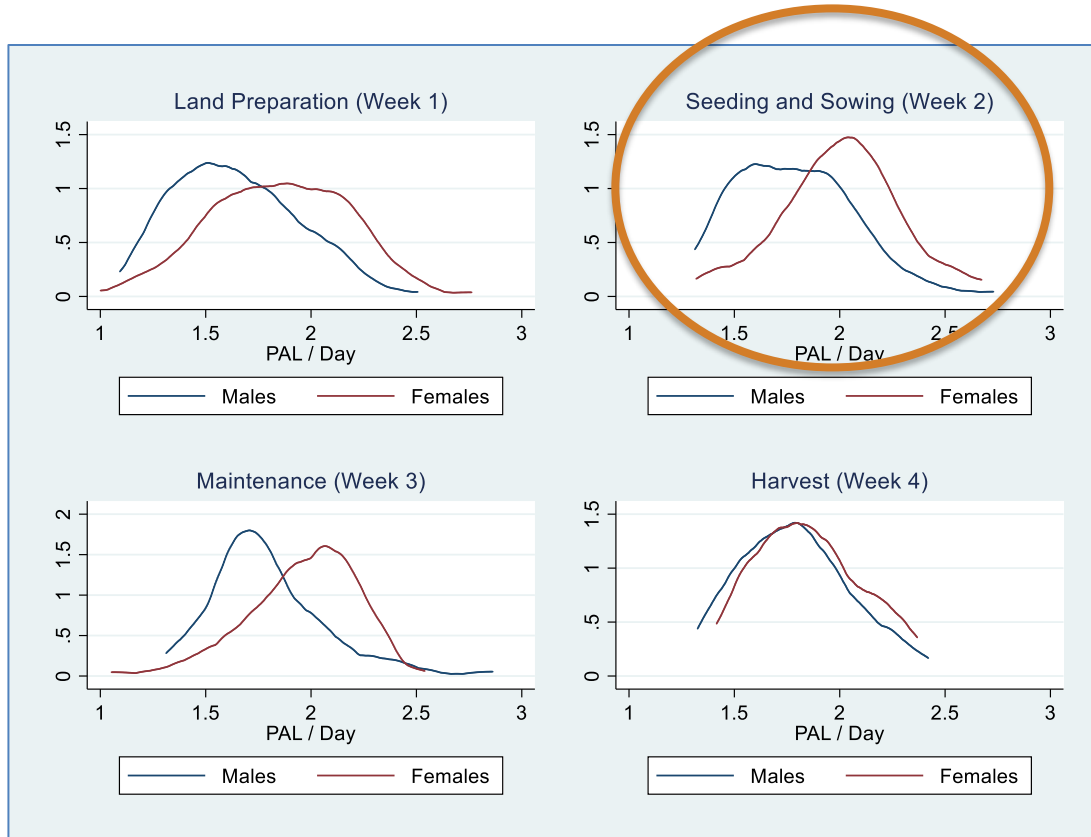 Land Preparation (Week 1)
1.5
1
.5
0
1 1.5 2 2.5 3
PAL / Day
Males Females
Seeding and Sowing (Week 2)
1.5
1
.5
0
1 1.5 2 2.5 3
PAL / Day
Males Females
Maintenance (Week 3)
2
1.5
1
.5
0
1 1.5 2 2.5 3
PAL / Day
Males Females
Harvest (Week 4)
1.5
1
.5
0
1 1.5 2 2.5 3
PAL / Day
Males Females